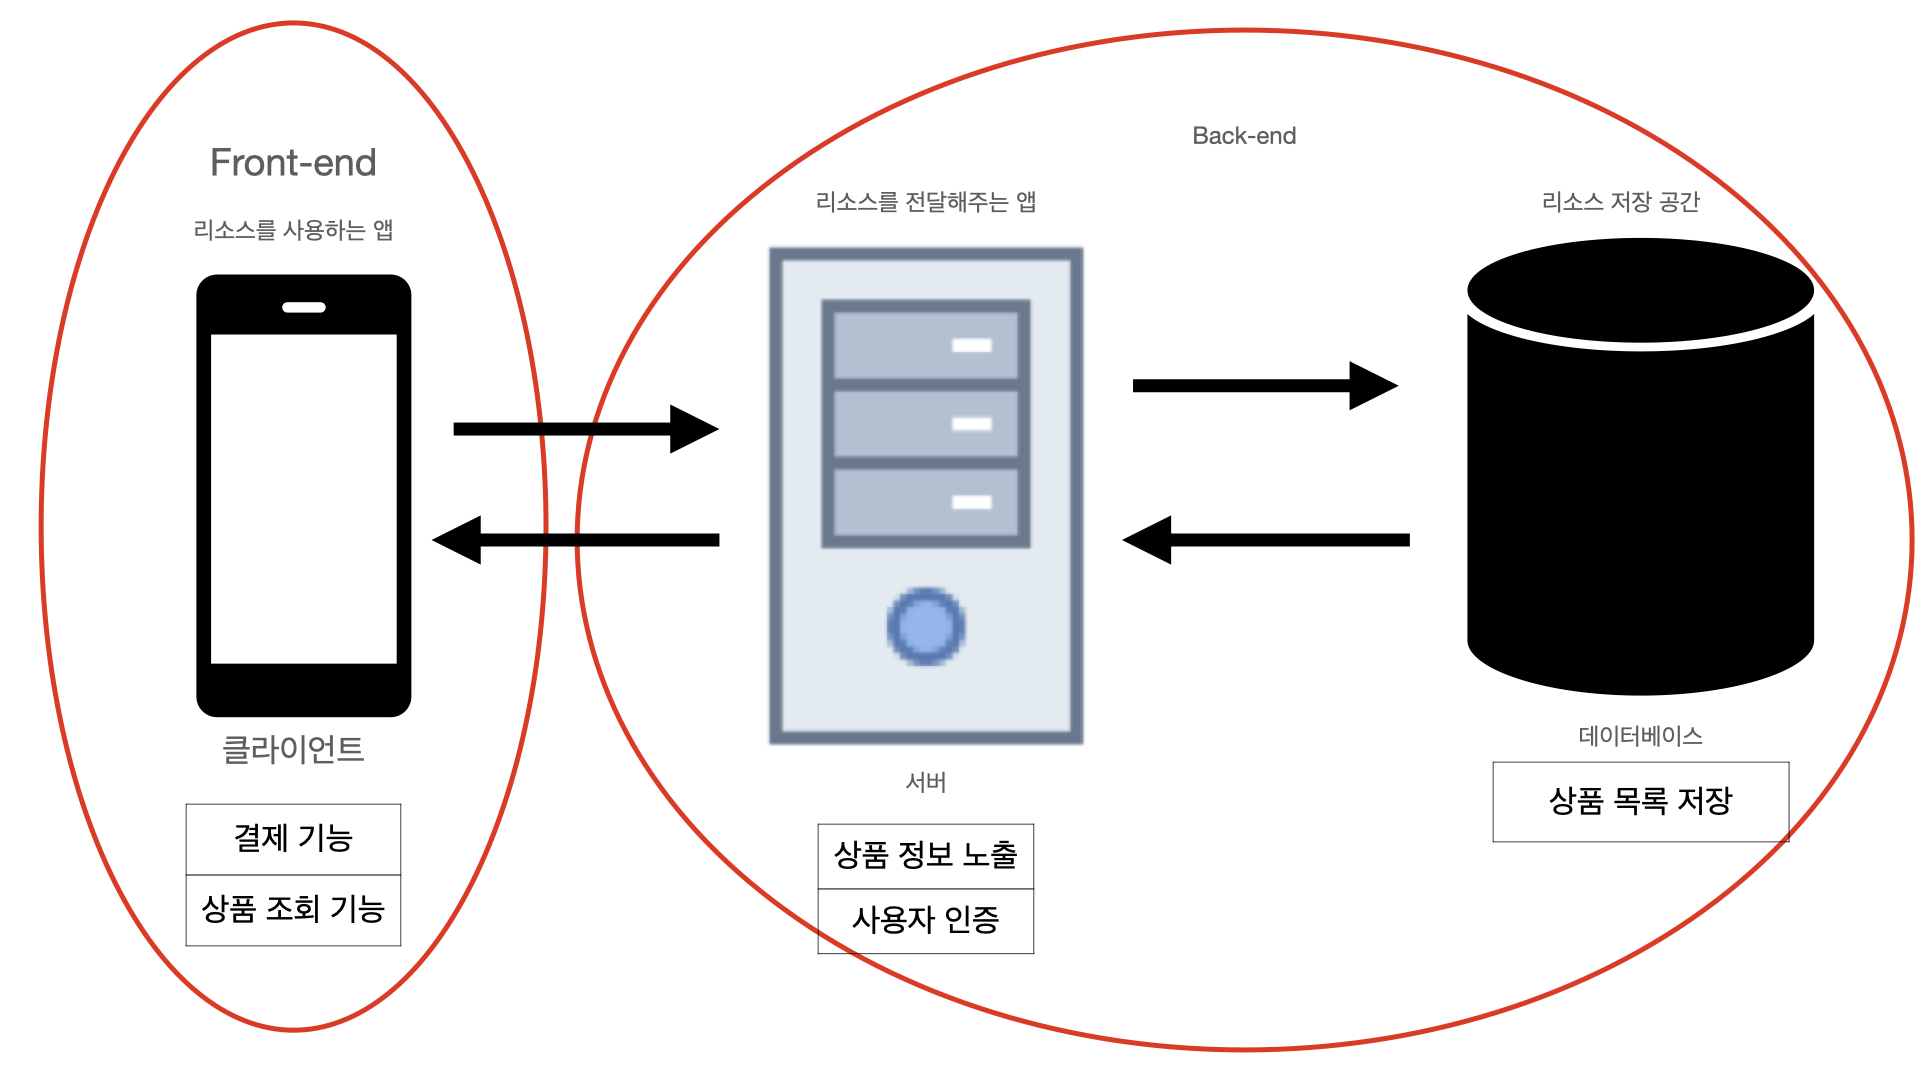 Front-end
리소스를 사용하는 앱
클라이언트
결제 기능
상품 조회 기능
Back-end
리소스를 전달해주는 앱
서버
상품 정보 노출
사용자 인증
리소스 저장 공간
데이터베이스
상품 목록 저장